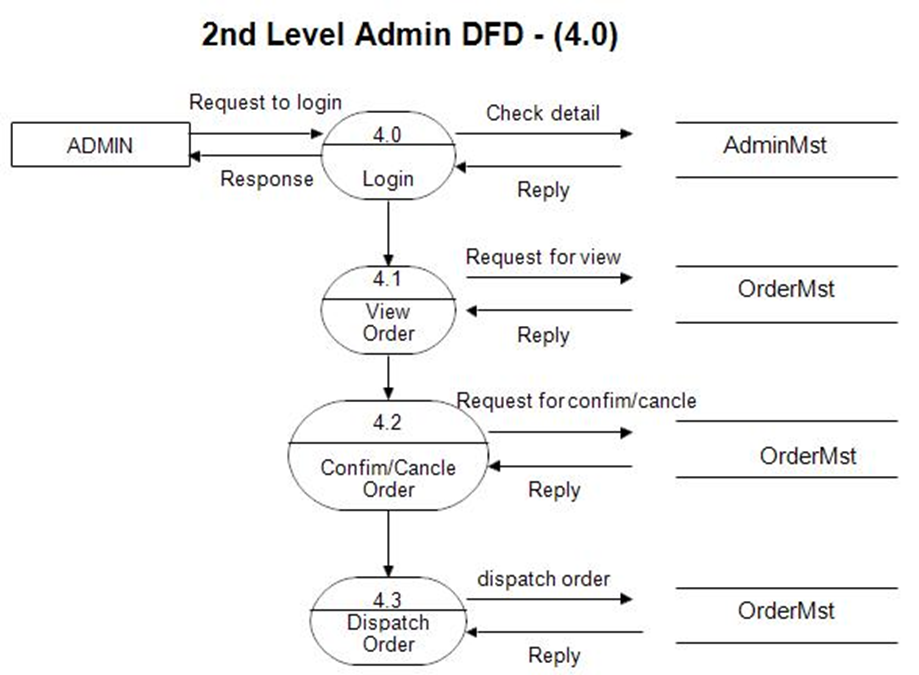 2nd Level Admin DFD - (4.0)
Request to login
ADMIN
Response
4.0
Login
Check detail
Reply
AdminMst
4.1
View
Order
Request for view
Reply
OrderMst
4.2
Confim/Cancle
Order
Request for confim/cancle
Reply
OrderMst
4.3
Dispatch
Order
dispatch order
Reply
OrderMst